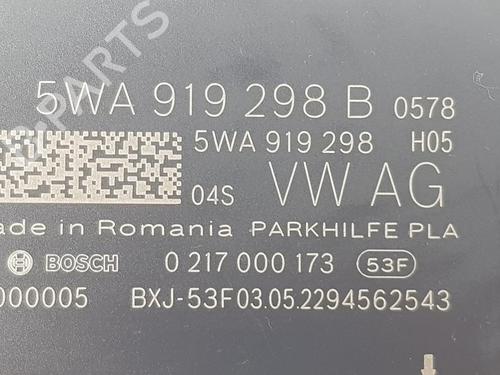 5WA 919 298 B 0578
5WA 919 298 H05
04S VW AG
ade in Romania PARKHILFE PLA
BOSCH 0 217 000 173 53F
000005 BXJ-53F03.05.2294562543